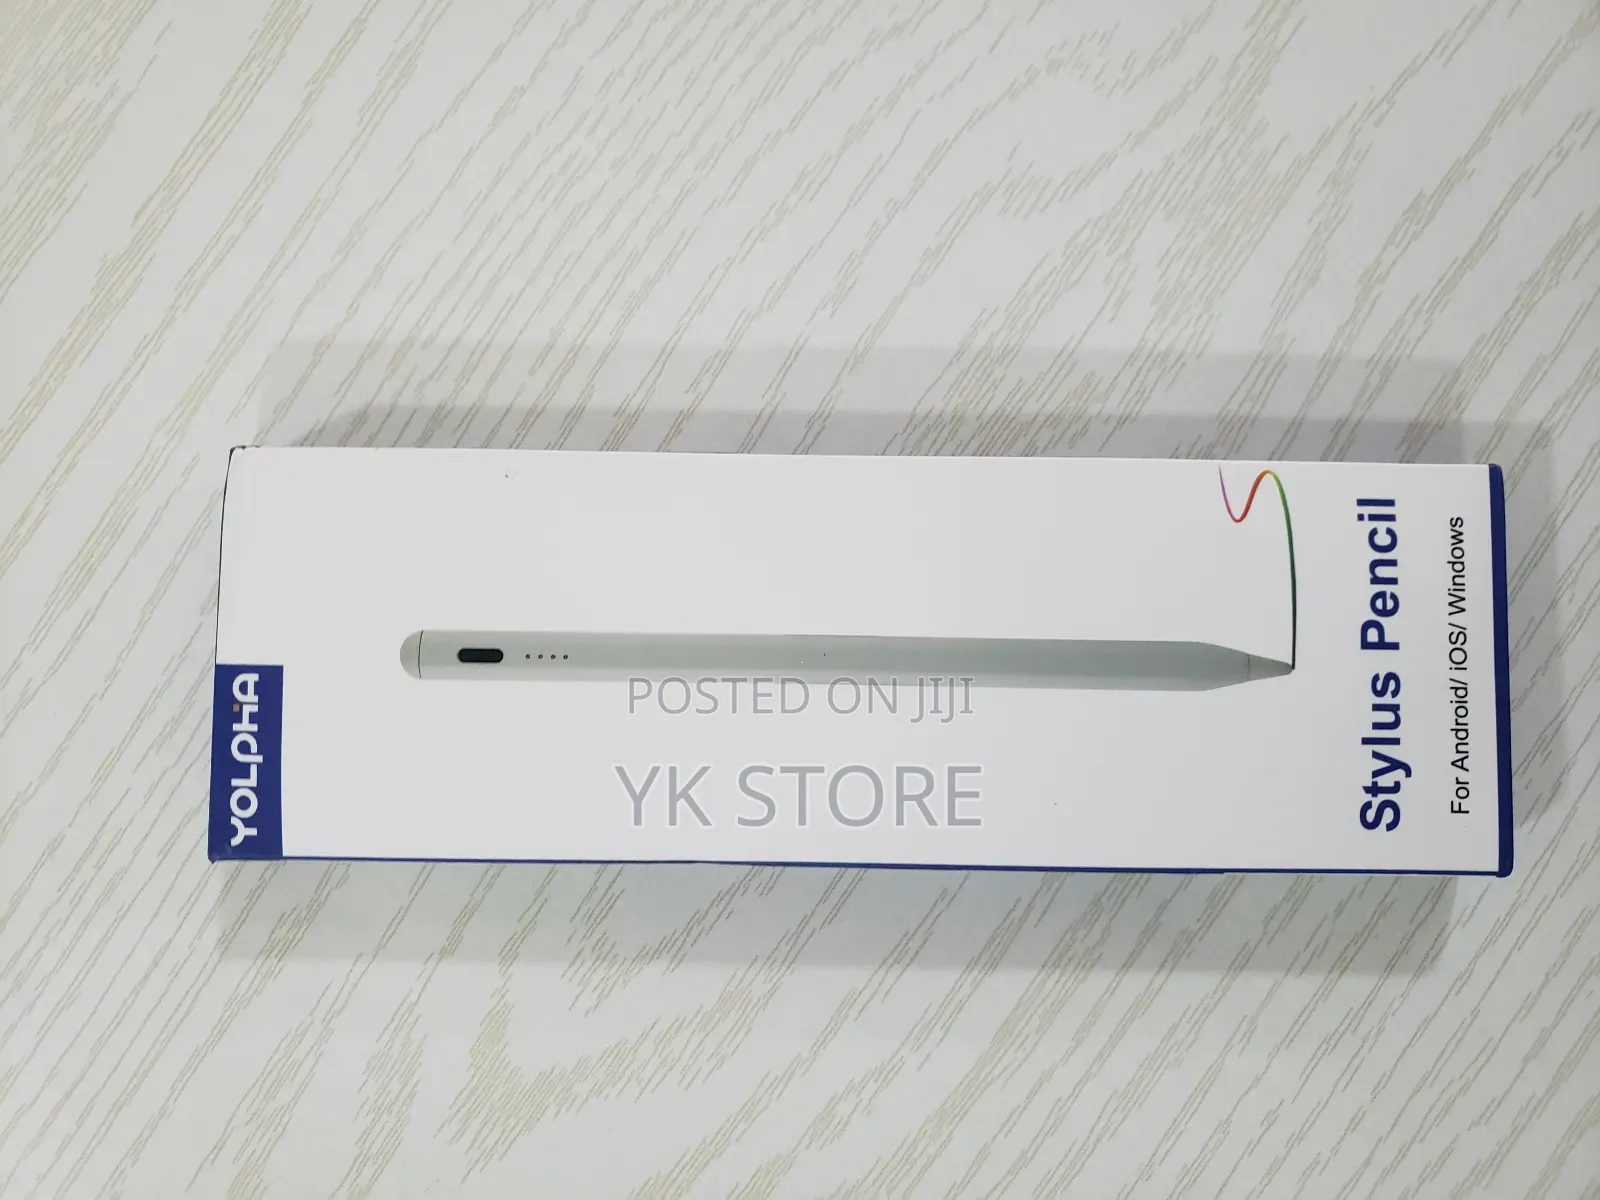 YOLPHA
Stylus Pencil
For Android/ iOS/ Windows
POSTED ON JIJI
YK STORE